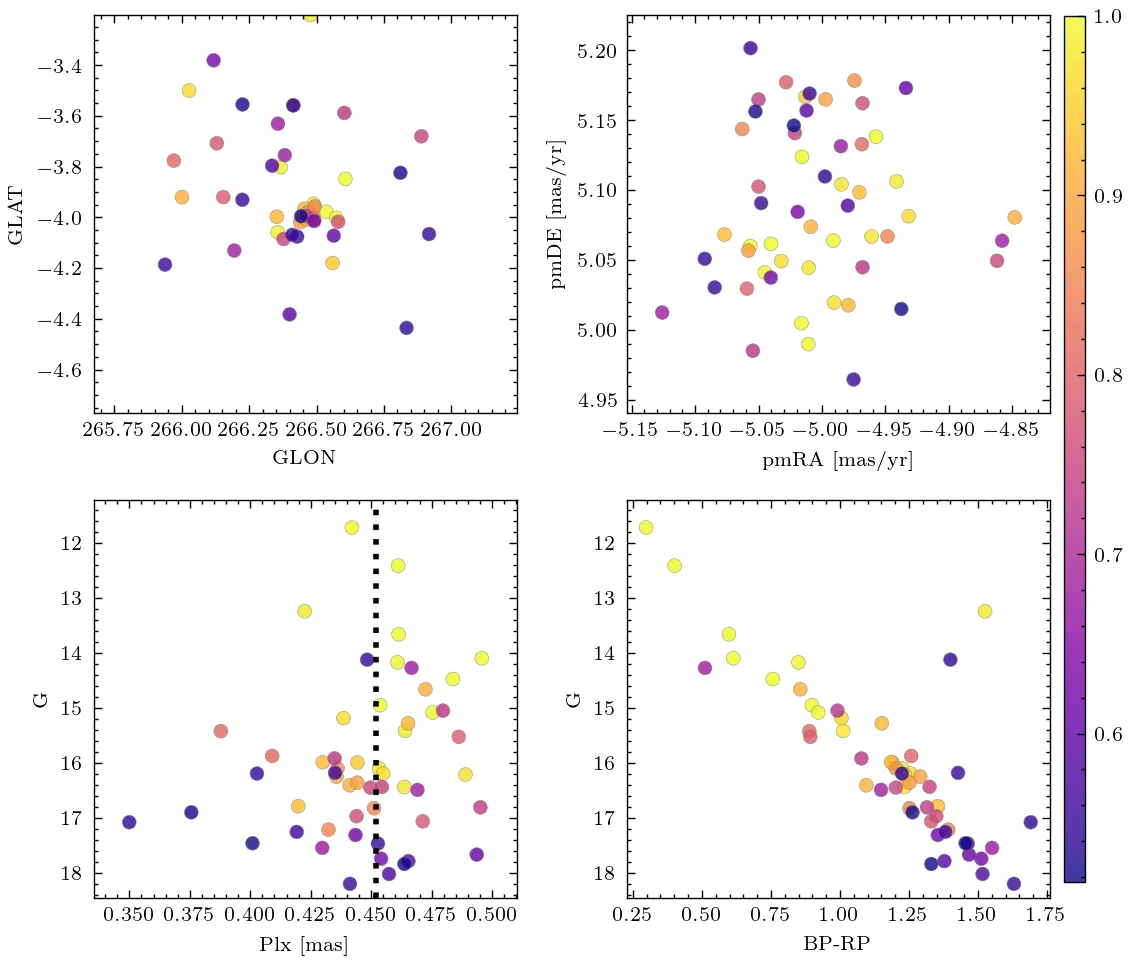 −3.4
−3.6
−3.8
−4.0
−4.2
−4.4
−4.6
GLAT
265.75 266.00 266.25 266.50 266.75 267.00
GLON
5.20
5.15
5.10
5.05
5.00
4.95
pmDE [mas/yr]
−5.15 −5.10 −5.05 −5.00 −4.95 −4.90 −4.85
pmRA [mas/yr]
1.0
0.9
0.8
0.7
0.6
12
13
14
15
16
17
18
G
0.350 0.375 0.400 0.425 0.450 0.475 0.500
Plx [mas]
12
13
14
15
16
17
18
G
0.25 0.50 0.75 1.00 1.25 1.50 1.75
BP-RP